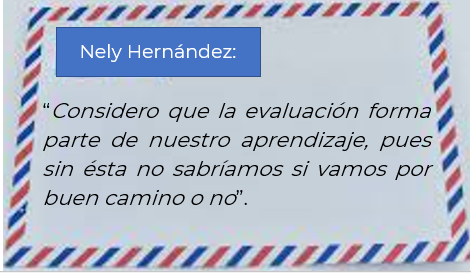 Nely Hernández:
“Considero que la evaluación forma
parte de nuestro aprendizaje, pues
sin ésta no sabríamos si vamos por
buen camino o no”.